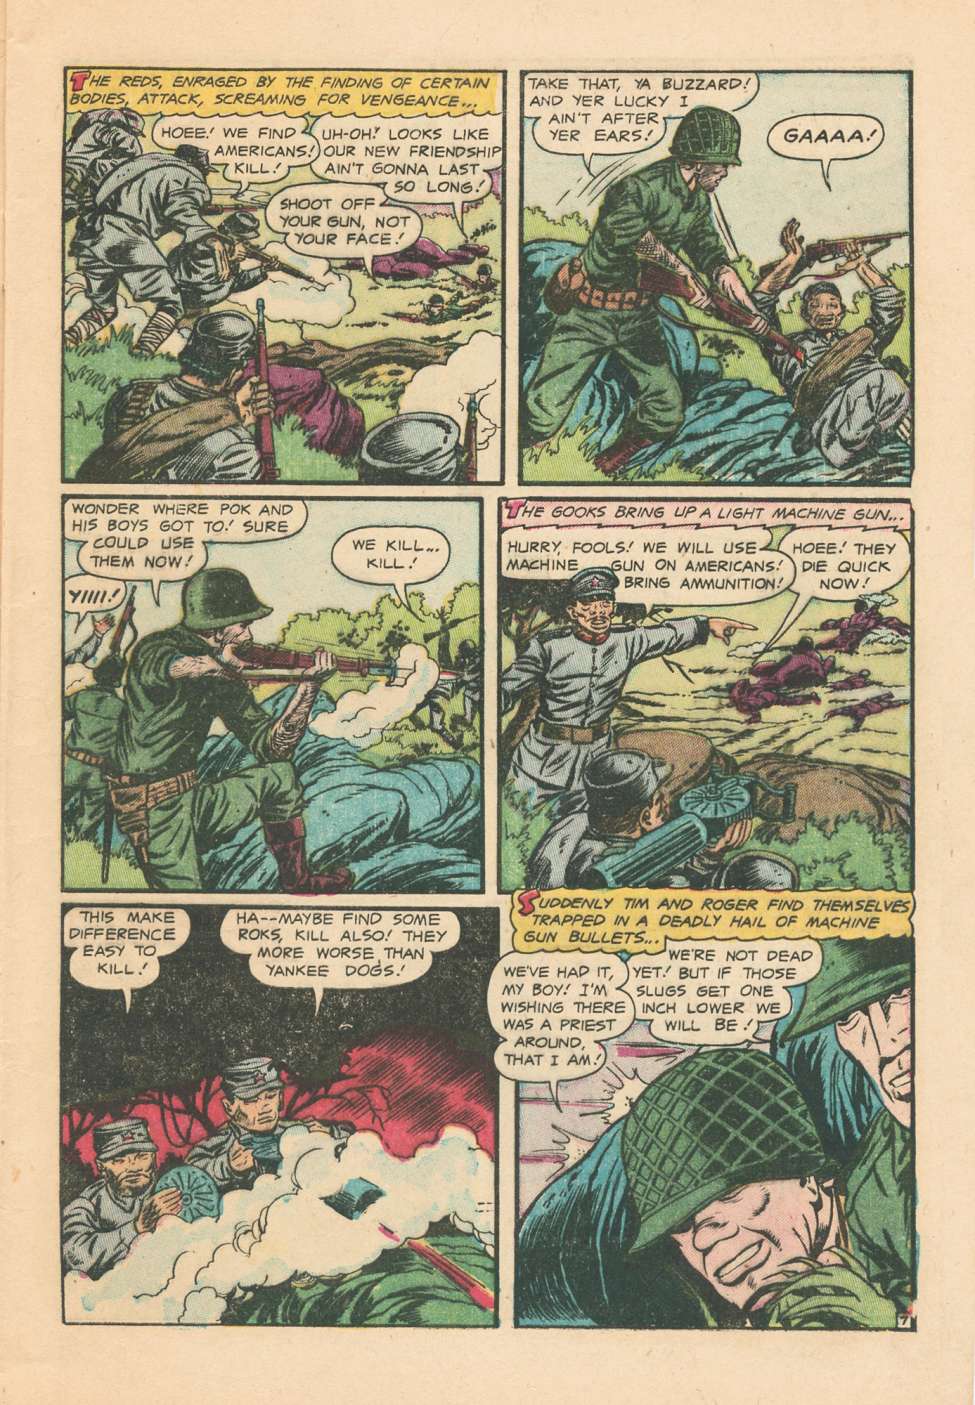 THE REDS, ENRAGED BY THE FINDING OF CERTAIN
BODIES, ATTACK, SCREAMING FOR VENGEANCE...
HOEE! WE FIND
AMERICANS!
KILL!
UH-OH! LOOKS LIKE
OUR NEW FRIENDSHIP
AIN'T GONNA LAST
SO LONG!
SHOOT OFF
YOUR GUN, NOT
YOUR FACE!
TAKE THAT, YA BUZZARD!
AND YER LUCKY I
AIN'T AFTER
YER EARS!
GAAAA!
WONDER WHERE POK AND
HIS BOYS GOT TO! SURE
COULD USE
THEM NOW!
YIIII!
WE KILL...
KILL!
THE GOOKS BRING UP A LIGHT MACHINE GUN...
HURRY, FOOLS! WE WILL USE
MACHINE GUN ON AMERICANS!
BRING AMMUNITION!
HOEE! THEY
DIE QUICK
NOW!
THIS MAKE
DIFFERENCE
EASY TO
KILL!
HA--MAYBE FIND SOME
ROKS, KILL ALSO! THEY
MORE WORSE THAN
YANKEE DOGS!
SUDDENLY TIM AND ROGER FIND THEMSELVES
TRAPPED IN A DEADLY HAIL OF MACHINE
GUN BULLETS...
WE'VE HAD IT,
MY BOY! I'M
WISHING THERE
WAS A PRIEST
AROUND,
THAT I AM!
WE'RE NOT DEAD
YET! BUT IF THOSE
SLUGS GET ONE
INCH LOWER WE
WILL BE!
7